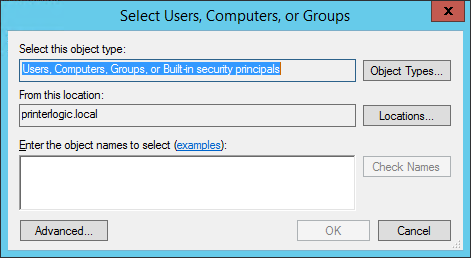 Select Users, Computers, or Groups
Select this object type:
Users, Computers, Groups, or Built-in security principals
Object Types...
From this location:
printerlogic.local
Locations...
Enter the object names to select (examples):
Check Names
Advanced...
OK
Cancel